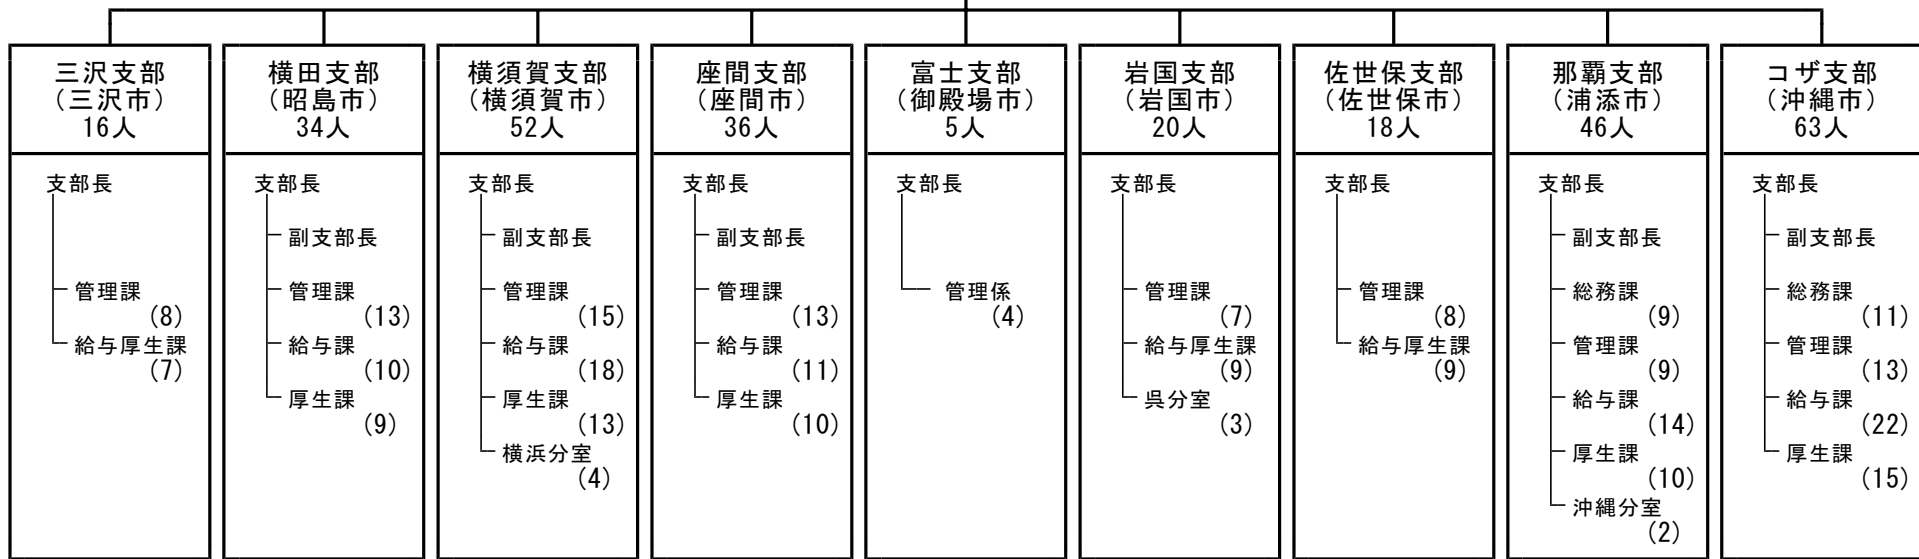 三沢支部
（三沢市）
16人
支部長
管理課
(8)
給与厚生課
(7)
横田支部
（昭島市）
34人
支部長
副支部長
管理課
(13)
給与課
(10)
厚生課
(9)
横須賀支部
（横須賀市）
52人
支部長
副支部長
管理課
(15)
給与課
(18)
厚生課
(13)
横浜分室
(4)
座間支部
（座間市）
36人
支部長
副支部長
管理課
(13)
給与課
(11)
厚生課
(10)
富士支部
（御殿場市）
5人
支部長
管理係
(4)
岩国支部
（岩国市）
20人
支部長
管理課
(7)
給与厚生課
(9)
呉分室
(3)
佐世保支部
（佐世保市）
18人
支部長
管理課
(8)
給与厚生課
(9)
那覇支部
（浦添市）
46人
支部長
副支部長
総務課
(9)
管理課
(9)
給与課
(14)
厚生課
(10)
沖縄分室
(2)
コザ支部
（沖縄市）
63人
支部長
副支部長
総務課
(11)
管理課
(13)
給与課
(22)
厚生課
(15)